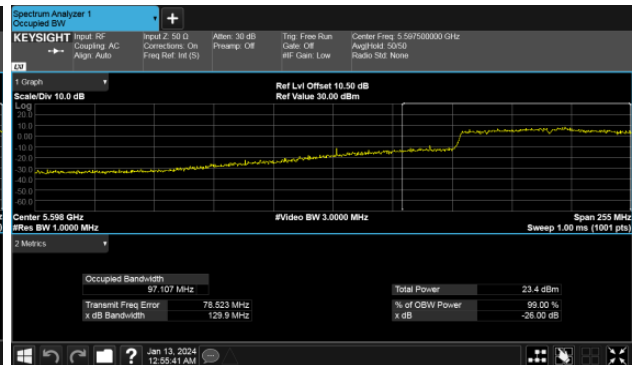 Spectrum Analyzer 1
Occupied BW
+
KEYSIGHT
Input: RF
Coupling: AC
Align: Auto
Input Z: 50 Ω
Corrections: On
Freq Ref: Int (S)
Atten: 30 dB
Preamp: Off
Trig: Free Run
Gate: Off
#IF Gain: Low
Center Freq: 5.597500000 GHz
Avg|Hold: 50/50
Radio Std: None
LXI
1 Graph
Scale/Div 10.0 dB
Ref Lvl Offset 10.50 dB
Ref Value 30.00 dBm
Log
20.0
10.0
0.00
-10.0
-20.0
-30.0
-40.0
-50.0
-60.0
Center 5.598 GHz
#Res BW 1.0000 MHz
#Video BW 3.0000 MHz
Span 255 MHz
Sweep 1.00 ms (1001 pts)
2 Metrics
Occupied Bandwidth
97.107 MHz
Transmit Freq Error 78.523 MHz
x dB Bandwidth 129.9 MHz
Total Power 23.4 dBm
% of OBW Power 99.00 %
x dB -26.00 dB
?
Jan 13, 2024
12:55:41 AM